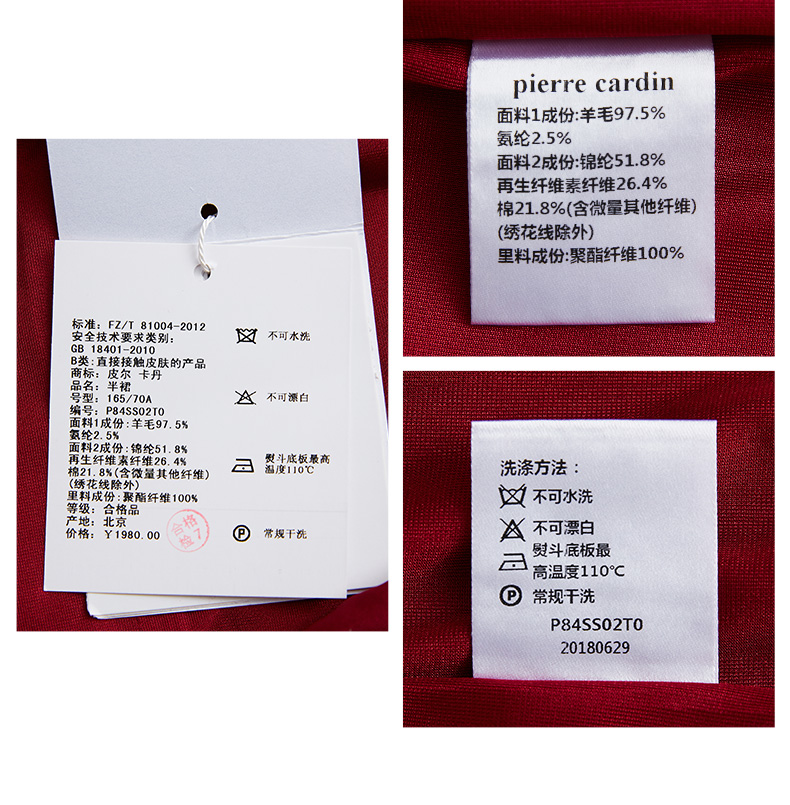 标准: FZ/T 81004-2012
安全技术要求类别:
GB 18401-2010
B类:直接接触皮肤的产品
商标: 皮尔 卡丹
品名:半裙
号型:165/70A
编号: P84SS02T0
面料1成份:羊毛97.5%
氨纶2.5%
面料2成份:锦纶51.8%
再生纤维素纤维26.4%
棉21.8%(含微量其他纤维)
(绣花线除外)
里料成份:聚酯纤维100%
等级: 合格品
产地: 北京
价格: ¥1980.00
合格
检7
不可水洗
不可漂白
熨斗底板最高
温度110℃
P
常规干洗
pierre cardin
面料1成份:羊毛97.5%
氨纶2.5%
面料2成份:锦纶51.8%
再生纤维素纤维26.4%
棉21.8%(含微量其他纤维)
(绣花线除外)
里料成份:聚酯纤维100%
洗涤方法:
不可水洗
不可漂白
熨斗底板最
高温度110℃
P 常规干洗
P84SS02T0
20180629